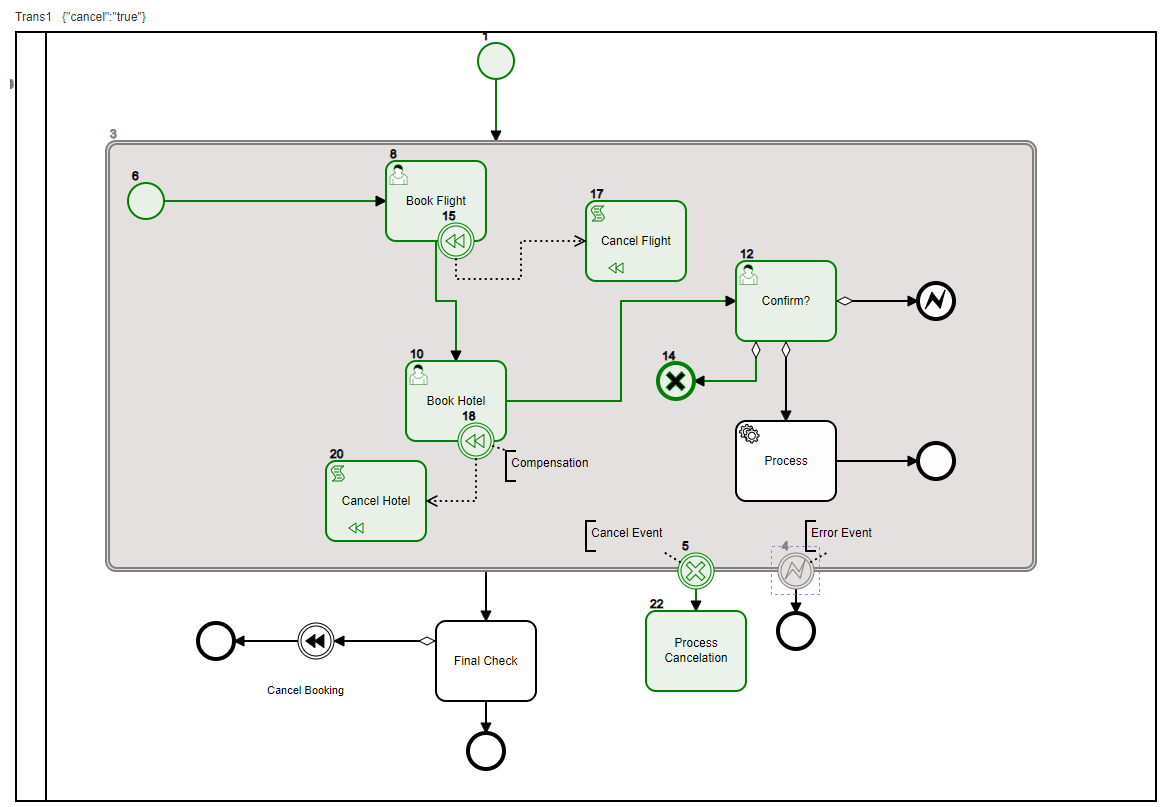 Trans1 {"cancel":"true"}
1
3
8
6
Book Flight
15
17
Cancel Flight
12
Confirm?
10
14
Book Hotel
18
20
Compensation
Process
Cancel Hotel
Cancel Event
Error Event
5
4
22
Process
Cancelation
Final Check
Cancel Booking